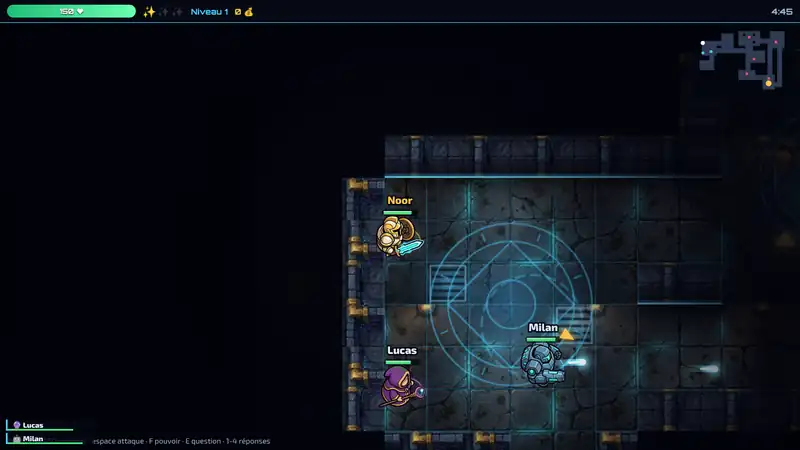 150 ♥ Niveau 1 0 4:45
Noor
Milan
Lucas
Lucas
Milan
espace attaque · F pouvoir · E question · 1-4 réponses